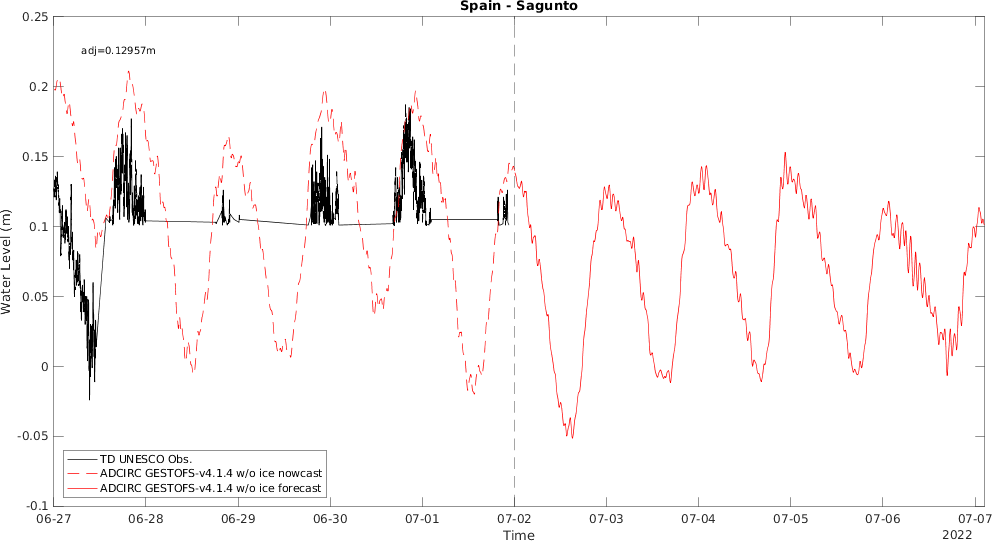 Spain - Sagunto
0.25
adj=0.12957m
0.2
0.15
0.1
0.05
0
-0.05
-0.1
Water Level (m)
TD UNESCO Obs.
ADCIRC GESTOFS-v4.1.4 w/o ice nowcast
ADCIRC GESTOFS-v4.1.4 w/o ice forecast
06-27 06-28 06-29 06-30 07-01 07-02 07-03 07-04 07-05 07-06 07-07
Time
2022